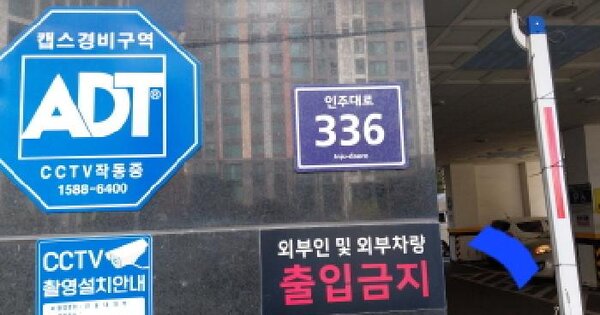 캡스경비구역
ADT®
CCTV작동중
1588-6400
인주대로
336
Inju-daero
CCTV
촬영설치안내
외부인 및 외부차량
출입금지